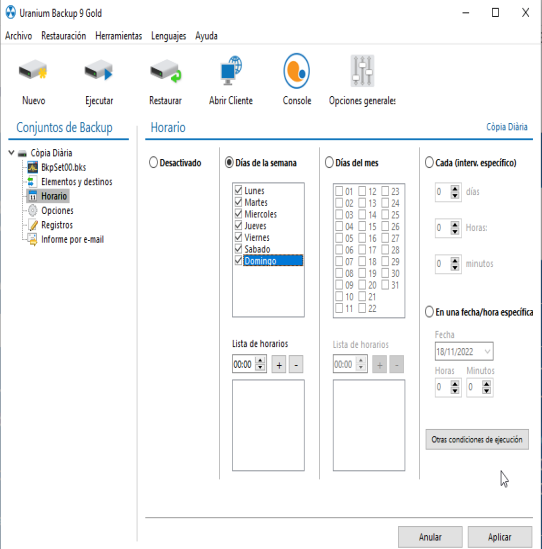 Uranium Backup 9 Gold
Archivo Restauración Herramientas Lenguajes Ayuda
Nuevo Ejecutar Restaurar Abrir Cliente Console Opciones generales
Conjuntos de Backup
Còpia Diària
BkpSet00.bks
Elementos y destinos
Horario
Opciones
Registros
Informe por e-mail
Horario Còpia Diària
Desactivado
Días de la semana
Lunes
Martes
Miercoles
Jueves
Viernes
Sabado
Domingo
Lista de horarios
00:00 + -
Días del mes
01 12 23
02 13 24
03 14 25
04 15 26
05 16 27
06 17 28
07 18 29
08 19 30
09 20 31
10 21
11 22
Lista de horarios
00:00 + -
Cada (interv. específico)
0 días
0 Horas:
0 minutos
En una fecha/hora específica
Fecha
18/11/2022
Horas Minutos
0 0
Otras condiciones de ejecución
Anular Aplicar